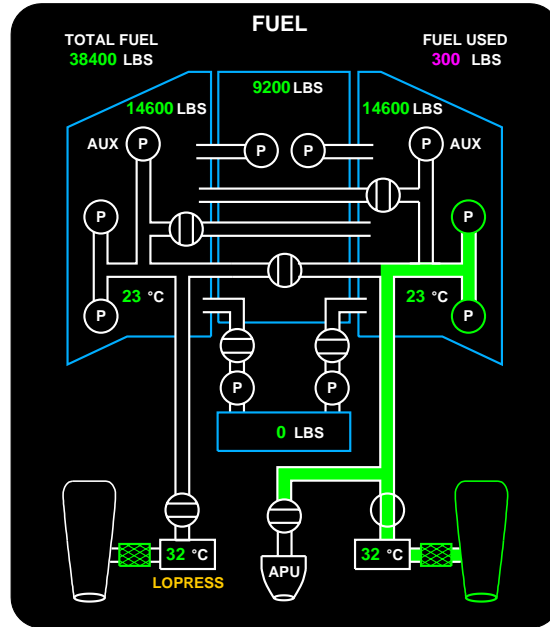 FUEL
TOTAL FUEL
38400 LBS
FUEL USED
300 LBS
9200 LBS
14600 LBS
14600 LBS
AUX P
P P
P AUX
P
P
23 °C
23 °C
P
P
P
P
0 LBS
32 °C
APU
32 °C
LOPRESS